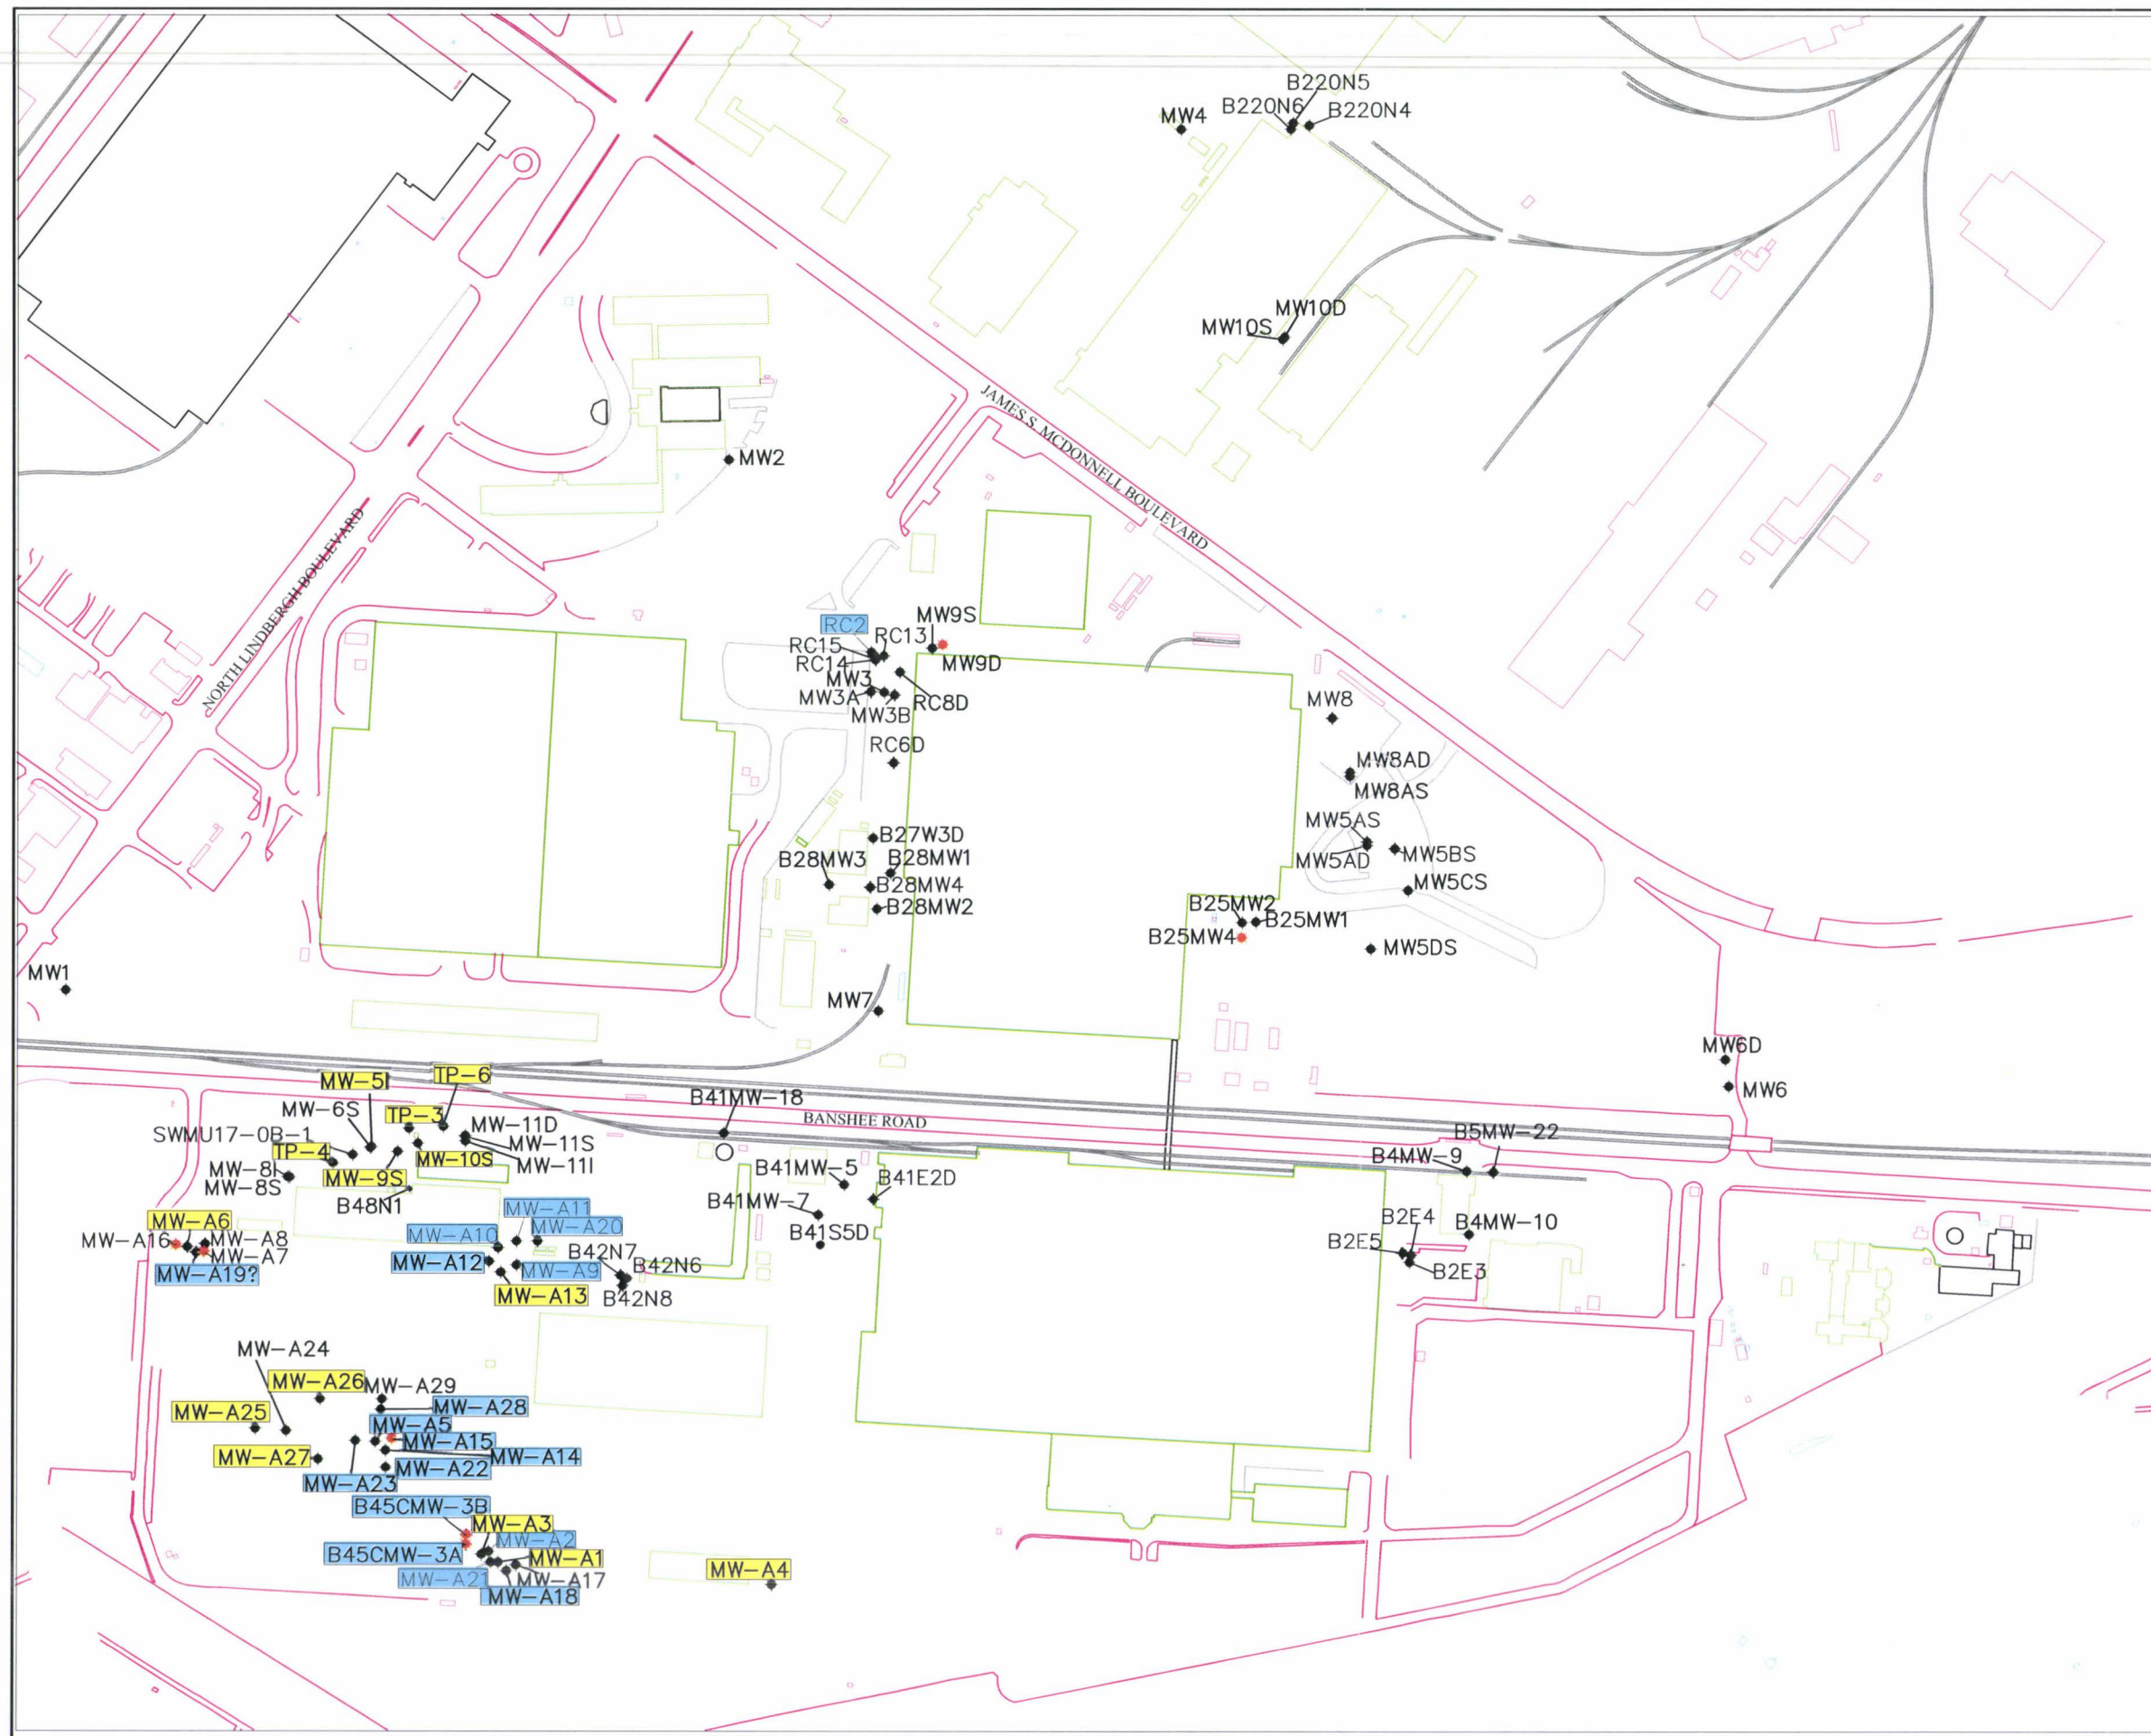 B220N5
B220N6
B220N4
MW4
MW10D
MW10S
JAMES S. MCDONNELL BOULEVARD
MW2
NORTH LINDBERGH BOULEVARD
MW9S
RC2
RC13
RC15
RC14
MW9D
MW3
MW3A
RC8D
MW3B
MW8
RC6D
MW8AD
MW8AS
MW5AS
B27W3D
MW5BS
B28MW3
B28MW1
MW5AD
B28MW4
MW5CS
B28MW2
B25MW2
B25MW1
B25MW4
MW5DS
MW1
MW7
MW6D
MW6
TP-6
MW-5I
B41MW-18
MW-6S
TP-3
BANSHEE ROAD
MW-11D
SWMU17-0B-1
MW-11S
B5MW-22
TP-4
MW-10S
MW-11I
B4MW-9
MW-8I
MW-9S
B41MW-5
MW-8S
B41E2D
B48N1
B41MW-7
MW-A11
MW-A6
MW-A20
B2E4
B4MW-10
MW-A16
MW-A8
MW-A10
B41S5D
B2E5
MW-A7
B42N7
MW-A12
MW-A9
B42N6
MW-A19?
B2E3
MW-A13
B42N8
MW-A24
MW-A26
MW-A29
MW-A28
MW-A25
MW-A5
MW-A15
MW-A27
MW-A14
MW-A22
MW-A23
B45CMW-3B
MW-A3
MW-A2
B45CMW-3A
MW-A1
MW-A4
MW-A21
MW-A17
MW-A18